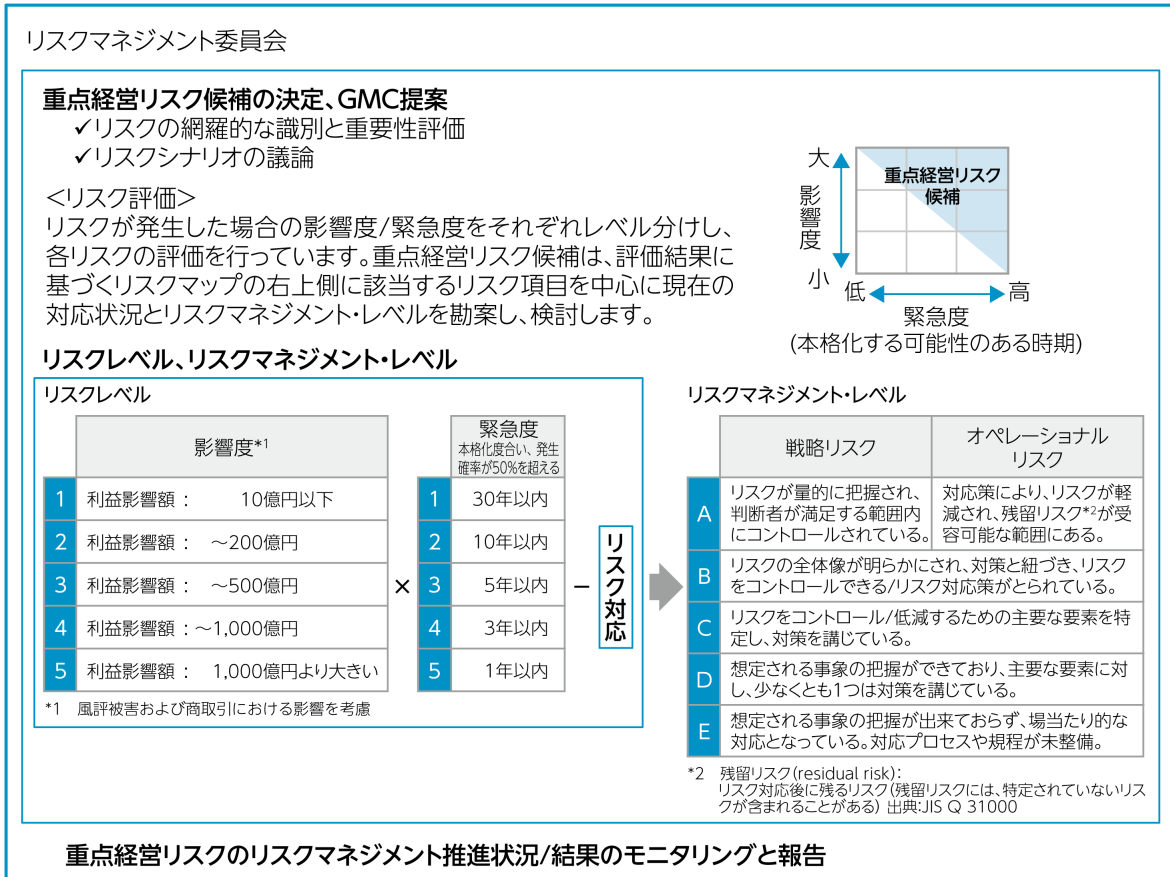 リスクマネジメント委員会
重点経営リスク候補の決定、GMC提案
✓リスクの網羅的な識別と重要性評価
✓リスクシナリオの議論
<リスク評価>
リスクが発生した場合の影響度/緊急度をそれぞれレベル分けし、
各リスクの評価を行っています。重点経営リスク候補は、評価結果に
基づくリスクマップの右上側に該当するリスク項目を中心に現在の
対応状況とリスクマネジメント・レベルを勘案し、検討します。
大
影響度
小
重点経営リスク
候補
低
高
緊急度
(本格化する可能性のある時期)
リスクレベル、リスクマネジメント・レベル
リスクレベル
影響度*1
1 利益影響額: 10億円以下
2 利益影響額: ~200億円
3 利益影響額: ~500億円
4 利益影響額:~1,000億円
5 利益影響額: 1,000億円より大きい
×
緊急度
本格化度合い、発生
確率が50%を超える
1 30年以内
2 10年以内
3 5年以内
4 3年以内
5 1年以内
−
リスク対応
*1 風評被害および商取引における影響を考慮
リスクマネジメント・レベル
戦略リスク
オペレーショナル
リスク
A
リスクが量的に把握され、
判断者が満足する範囲内
にコントロールされている。
対応策により、リスクが軽
減され、残留リスク*2が受
容可能な範囲にある。
B
リスクの全体像が明らかにされ、対策と紐づき、リスク
をコントロールできる/リスク対応策がとられている。
C
リスクをコントロール/低減するための主要な要素を特
定し、対策を講じている。
D
想定される事象の把握ができており、主要な要素に対
し、少なくとも1つは対策を講じている。
E
想定される事象の把握が出来ておらず、場当たり的な
対応となっている。対応プロセスや規程が未整備。
*2 残留リスク(residual risk):
リスク対応後に残るリスク(残留リスクには、特定されていないリス
クが含まれることがある) 出典:JIS Q 31000
重点経営リスクのリスクマネジメント推進状況/結果のモニタリングと報告